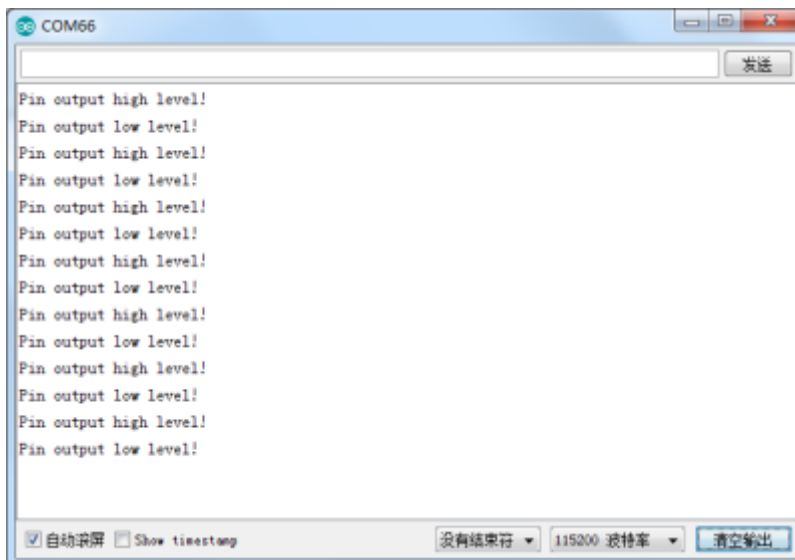 COM66
发送
Pin output high level!
Pin output low level!
Pin output high level!
Pin output low level!
Pin output high level!
Pin output low level!
Pin output high level!
Pin output low level!
Pin output high level!
Pin output low level!
Pin output high level!
Pin output low level!
Pin output high level!
Pin output low level!
自动滚屏 Show timestamp 没有结束符 115200 波特率 清空输出